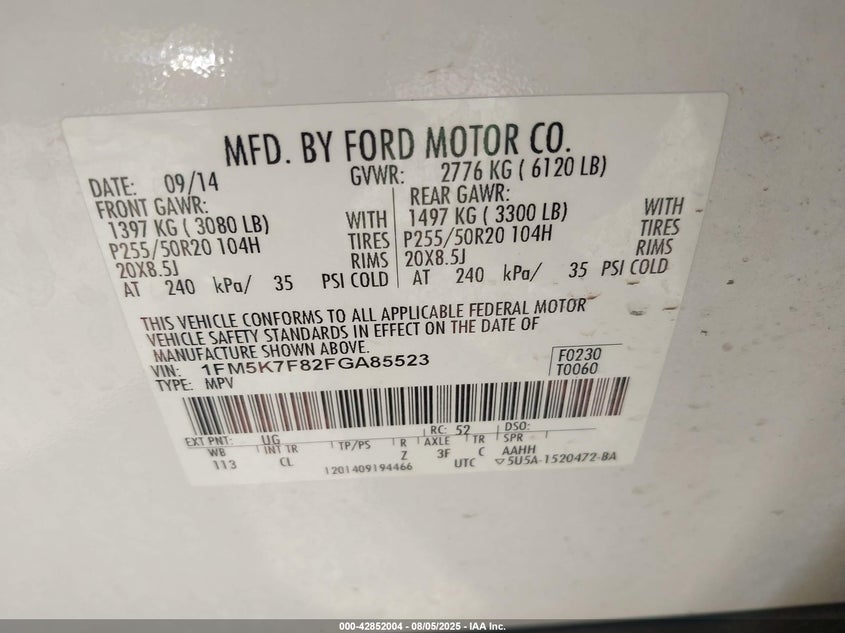 MFD. BY FORD MOTOR CO.
DATE: 09/14 GVWR: 2776 KG ( 6120 LB)
FRONT GAWR: REAR GAWR:
1397 KG ( 3080 LB) WITH 1497 KG ( 3300 LB) WITH
P255/50R20 104H TIRES P255/50R20 104H TIRES
20X8.5J RIMS 20X8.5J RIMS
AT 240 kPa/ 35 PSI COLD AT 240 kPa/ 35 PSI COLD
THIS VEHICLE CONFORMS TO ALL APPLICABLE FEDERAL MOTOR
VEHICLE SAFETY STANDARDS IN EFFECT ON THE DATE OF
MANUFACTURE SHOWN ABOVE.
VIN: 1FM5K7F82FGA85523 F0230
TYPE: MPV T0060
EXT PNT: UG RC: 52 DSO:
WB INT TR TP/PS R AXLE TR SPR
113 CL Z 3F C AAHH
1201409194466 UTC ▽5U5A-1520472-BA
000-42852004 - 08/05/2025 - IAA Inc.